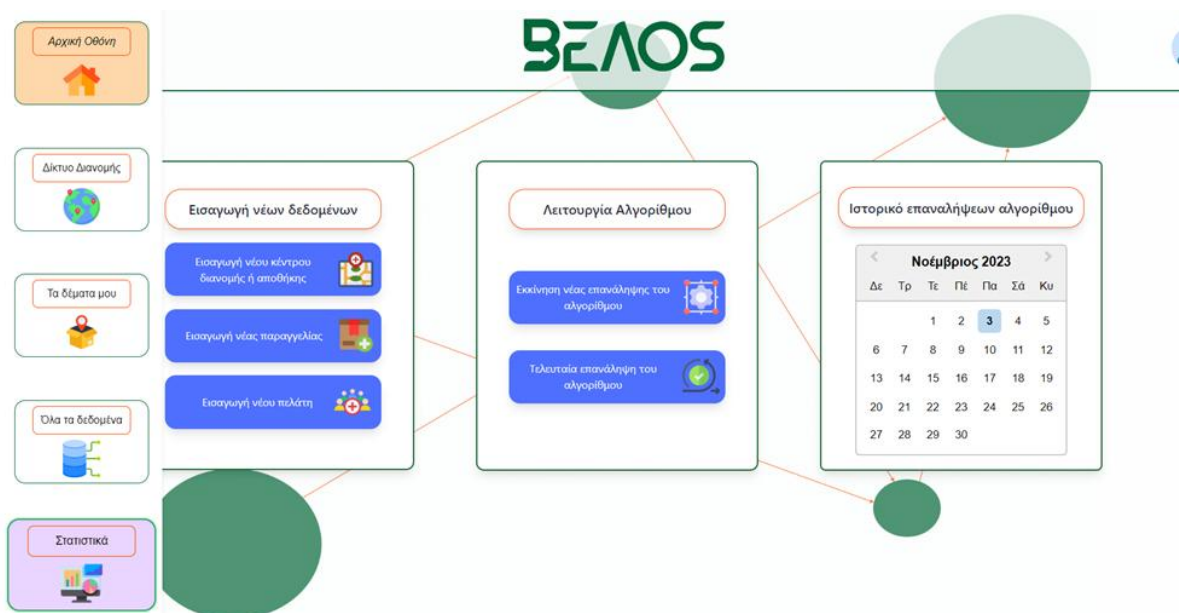 ΒΕΛΟΣ
Αρχική Οθόνη
Δίκτυο Διανομής
Τα δέματα μου
Όλα τα δεδομένα
Στατιστικά
Εισαγωγή νέων δεδομένων
Εισαγωγή νέου κέντρου
διανομής ή αποθήκης
Εισαγωγή νέας παραγγελίας
Εισαγωγή νέου πελάτη
Λειτουργία Αλγορίθμου
Εκκίνηση νέας επανάληψης του
αλγορίθμου
Τελευταία επανάληψη του
αλγορίθμου
Ιστορικό επαναλήψεων αλγορίθμου
Νοέμβριος 2023
Δε Τρ Τε Πέ Πα Σά Κυ
1 2 3 4 5
6 7 8 9 10 11 12
13 14 15 16 17 18 19
20 21 22 23 24 25 26
27 28 29 30